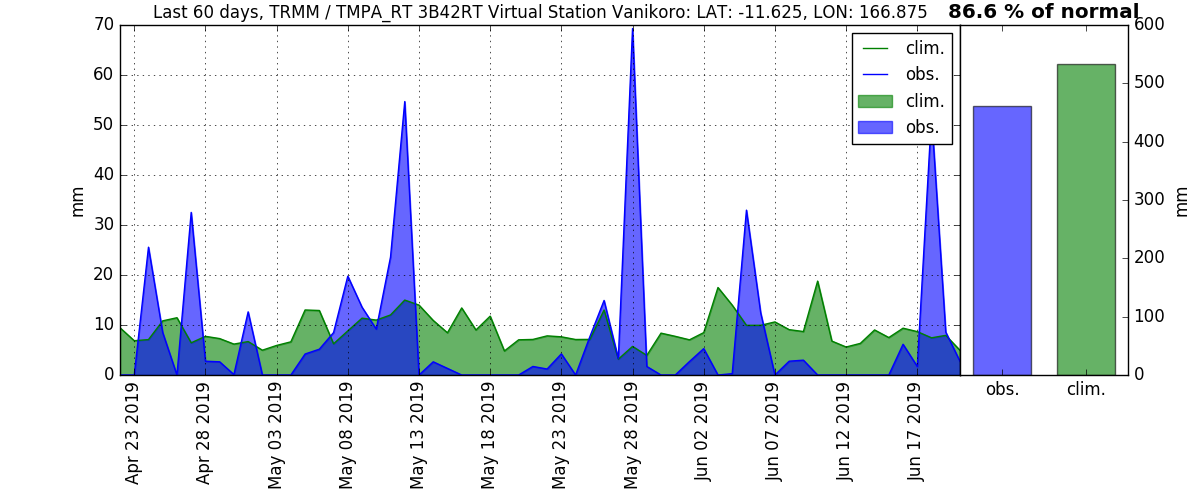 Last 60 days, TRMM / TMPA_RT 3B42RT Virtual Station Vanikoro: LAT: -11.625, LON: 166.875
86.6 % of normal
70
60
50
40
30
20
10
0
mm
clim.
obs.
clim.
obs.
600
500
400
300
200
100
0
mm
obs.
clim.
Apr 23 2019
Apr 28 2019
May 03 2019
May 08 2019
May 13 2019
May 18 2019
May 23 2019
May 28 2019
Jun 02 2019
Jun 07 2019
Jun 12 2019
Jun 17 2019